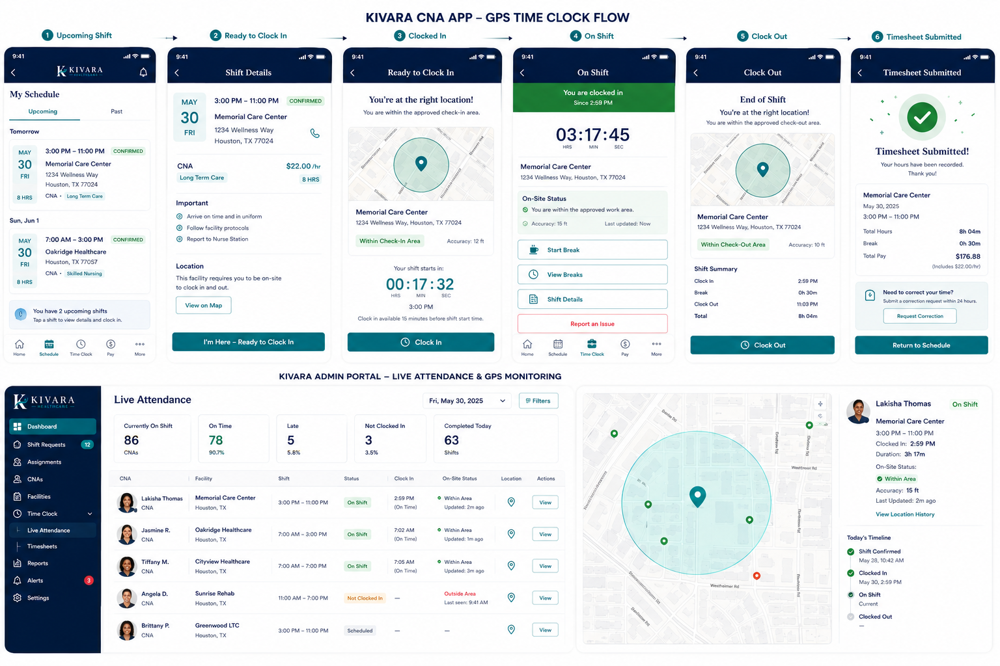 KIVARA CNA APP – GPS TIME CLOCK FLOW
1 Upcoming Shift
2 Ready to Clock In
3 Clocked In
4 On Shift
5 Clock Out
6 Timesheet Submitted
9:41
KIVARA
HEALTHCARE
My Schedule
Upcoming
Past
Tomorrow
MAY
30
FRI
8 HRS
3:00 PM – 11:00 PM
CONFIRMED
Memorial Care Center
1234 Wellness Way
Houston, TX 77024
CNA • Long Term Care
Sun, Jun 1
MAY
30
FRI
8 HRS
7:00 AM – 3:00 PM
CONFIRMED
Oakridge Healthcare
Houston, TX 77057
CNA • Skilled Nursing
You have 2 upcoming shifts
Tap a shift to view details and clock in.
Home
Schedule
Time Clock
Pay
More
9:41
Shift Details
MAY
30
FRI
3:00 PM – 11:00 PM
CONFIRMED
Memorial Care Center
1234 Wellness Way
Houston, TX 77024
CNA
$22.00 /hr
Long Term Care
8 HRS
Important
Arrive on time and in uniform
Follow facility protocols
Report to Nurse Station
Location
This facility requires you to be on-site
to clock in and out.
View on Map
I'm Here – Ready to Clock In
9:41
Ready to Clock In
You're at the right location!
You are within the approved check-in area.
Memorial Care Center
1234 Wellness Way, Houston, TX 77024
Within Check-In Area
Accuracy: 12 ft
Your shift starts in:
00:17:32
HRS MIN SEC
3:00 PM
Clock in available 15 minutes before shift start time.
Clock In
9:41
On Shift
You are clocked in
Since 2:59 PM
03:17:45
HRS MIN SEC
Memorial Care Center
1234 Wellness Way, Houston, TX 77024
On-Site Status
You are within the approved work area.
Accuracy: 15 ft
Last updated: Now
Start Break
View Breaks
Shift Details
Report an Issue
Home
Schedule
Time Clock
Pay
More
9:41
Clock Out
End of Shift
You're at the right location!
You are within the approved check-out area.
Memorial Care Center
1234 Wellness Way, Houston, TX 77024
Within Check-Out Area
Accuracy: 10 ft
Shift Summary
Clock In 2:59 PM
Break 0h 30m
Clock Out 11:03 PM
Total 8h 04m
Clock Out
9:41
Timesheet Submitted
Timesheet Submitted!
Your hours have been recorded.
Thank you!
Memorial Care Center
May 30, 2025
3:00 PM – 11:00 PM
Total Hours 8h 04m
Break 0h 30m
Total Pay $176.88
(Includes $22.00/hr)
Need to correct your time?
Submit a correction request within 24 hours.
Request Correction
Return to Schedule
KIVARA ADMIN PORTAL – LIVE ATTENDANCE & GPS MONITORING
KIVARA
HEALTHCARE
Dashboard
Shift Requests 12
Assignments
CNAs
Facilities
Time Clock
Live Attendance
Timesheets
Reports
Alerts 3
Settings
Live Attendance
Fri, May 30, 2025
Filters
Currently On Shift
86
CNAs
On Time
78
90.7%
Late
5
5.8%
Not Clocked In
3
3.5%
Completed Today
63
Shifts
CNA Facility Shift Status Clock In On-Site Status Location Actions
Lakisha Thomas
CNA
Memorial Care Center
Houston, TX
3:00 PM – 11:00 PM
On Shift
2:59 PM
(On Time)
Within Area
Updated: 2m ago
View
Jasmine R.
CNA
Oakridge Healthcare
Houston, TX
7:00 AM – 3:00 PM
On Shift
7:02 AM
(On Time)
Within Area
Updated: 1m ago
View
Tiffany M.
CNA
Cityview Healthcare
Houston, TX
7:00 AM – 7:00 PM
On Shift
7:05 AM
(On Time)
Within Area
Updated: 3m ago
View
Angela D.
CNA
Sunrise Rehab
Houston, TX
11:00 AM – 7:00 PM
Not Clocked In
—
Outside Area
Last seen: 9:41 AM
View
Brittany P.
CNA
Greenwood LTC
Houston, TX
3:00 PM – 11:00 PM
Scheduled
—
—
View
Westheimer Rd
Lakisha Thomas
On Shift
Memorial Care Center
3:00 PM – 11:00 PM
Clocked In: 2:59 PM
Duration: 3h 17m
On-Site Status:
Within Area
Accuracy: 15 ft
Last Updated: 2m ago
View Location History
Today's Timeline
Shift Confirmed
May 28, 10:42 AM
Clocked In
May 30, 2:59 PM
On Shift
Current
Clocked Out
—